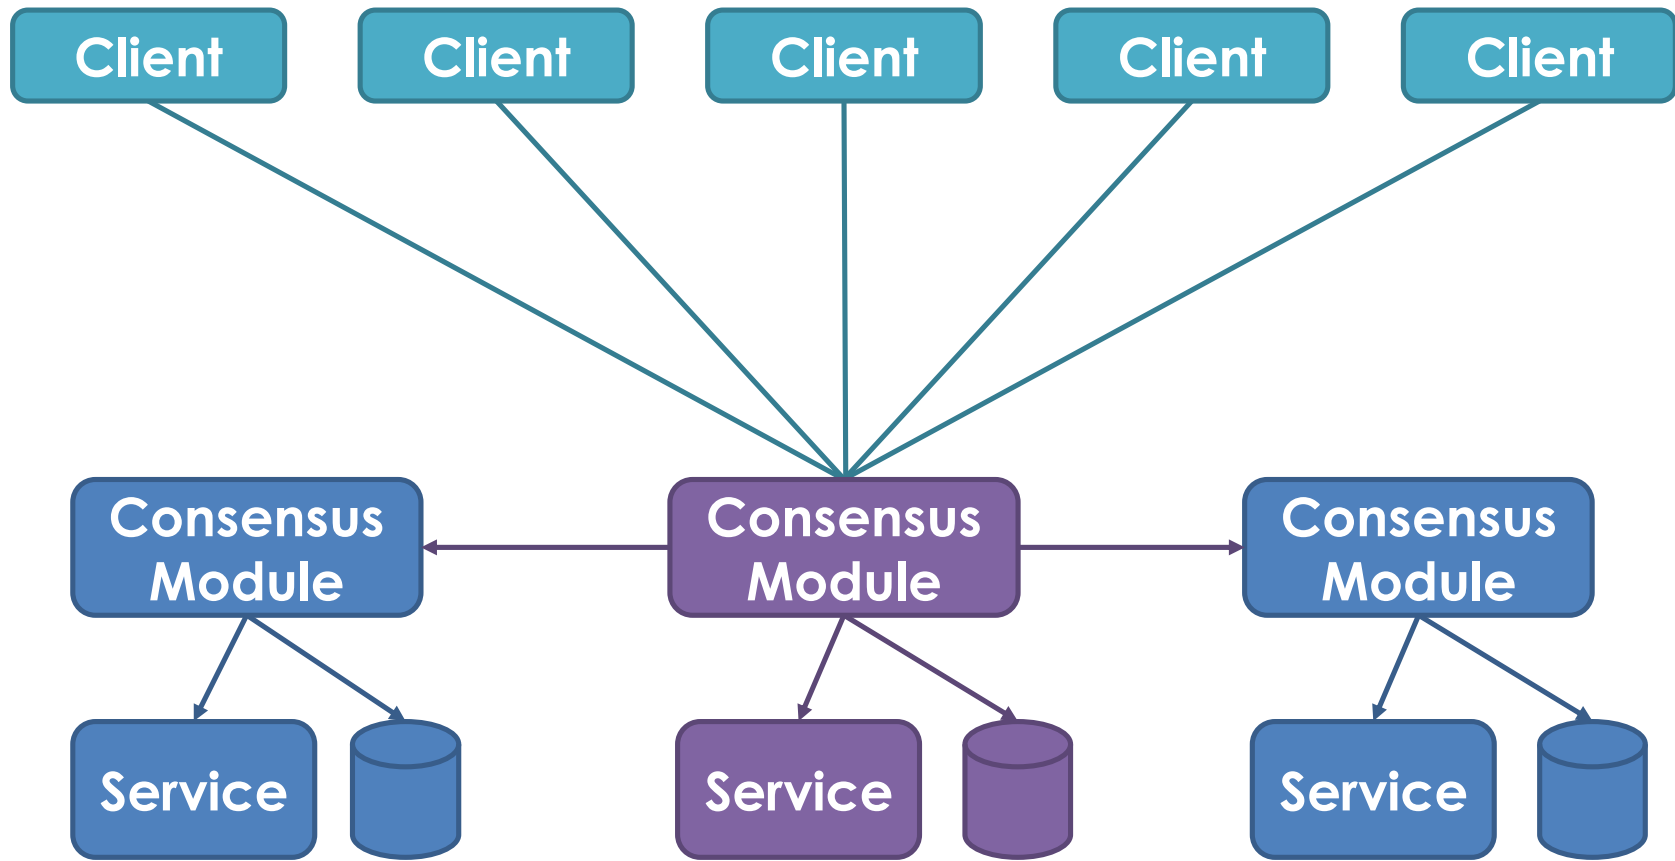 Client
Client
Client
Client
Client
Consensus
Module
Consensus
Module
Consensus
Module
Service
Service
Service